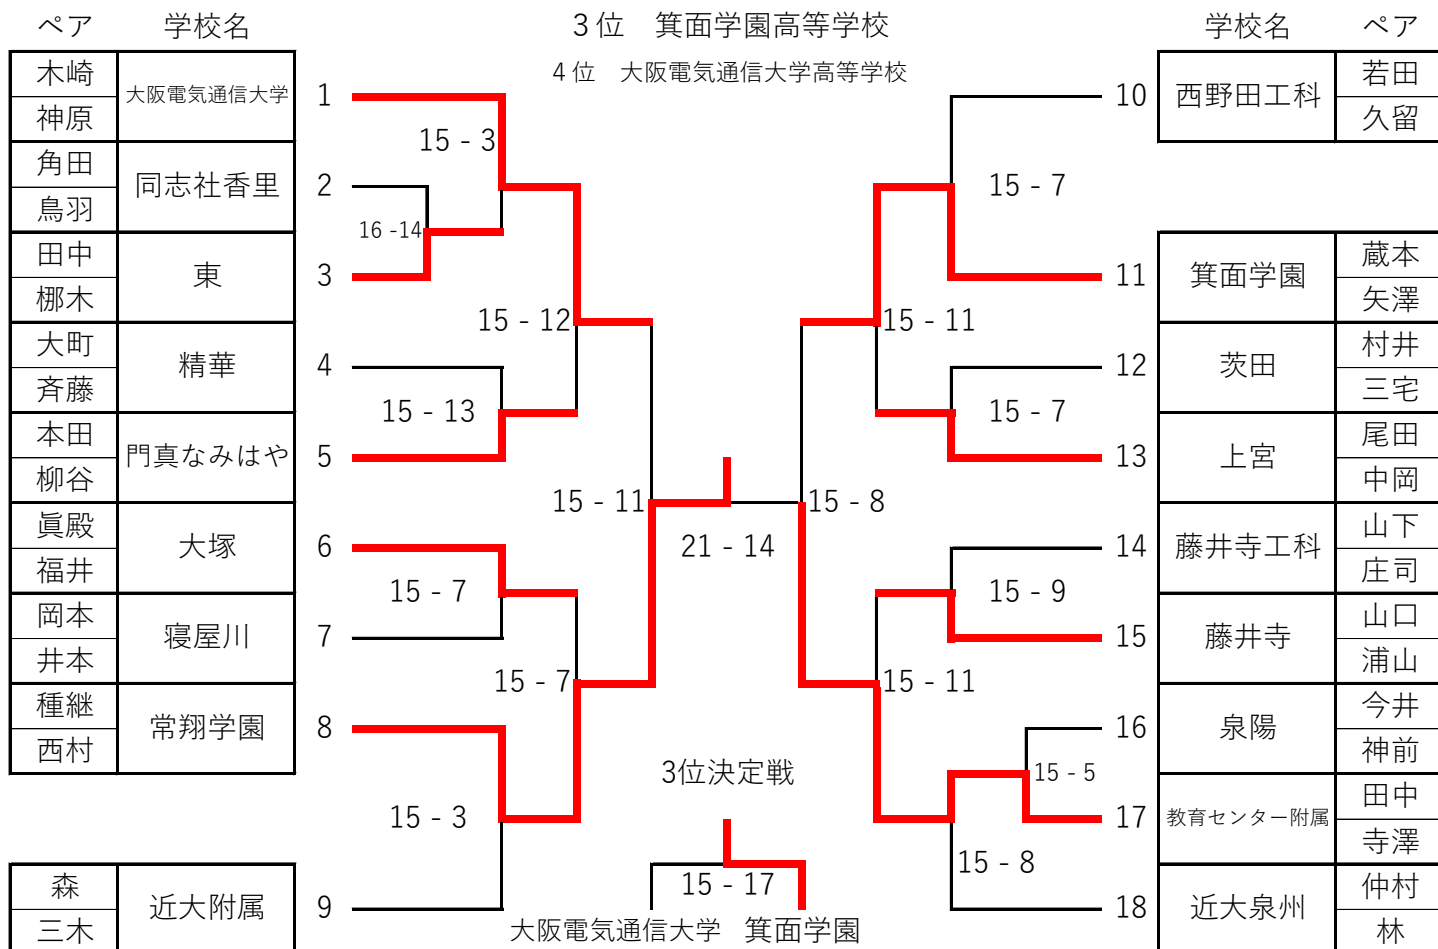 ペア 学校名
3位 箕面学園高等学校
4位 大阪電気通信大学高等学校
学校名 ペア
木崎
神原
大阪電気通信大学 1
角田
鳥羽
同志社香里 2
田中
梛木
東 3
大町
斉藤
精華 4
本田
柳谷
門真なみはや 5
眞殿
福井
大塚 6
岡本
井本
寝屋川 7
種継
西村
常翔学園 8
森
三木
近大附属 9
15 - 3
16 -14
15 - 12
15 - 13
15 - 11
15 - 7
15 - 7
15 - 3
21 - 14
3位決定戦
15 - 17
大阪電気通信大学 箕面学園
15 - 7
15 - 11
15 - 7
15 - 8
15 - 9
15 - 11
15 - 5
15 - 8
10 西野田工科
若田
久留
11 箕面学園
蔵本
矢澤
12 茨田
村井
三宅
13 上宮
尾田
中岡
14 藤井寺工科
山下
庄司
15 藤井寺
山口
浦山
16 泉陽
今井
神前
17 教育センター附属
田中
寺澤
18 近大泉州
仲村
林